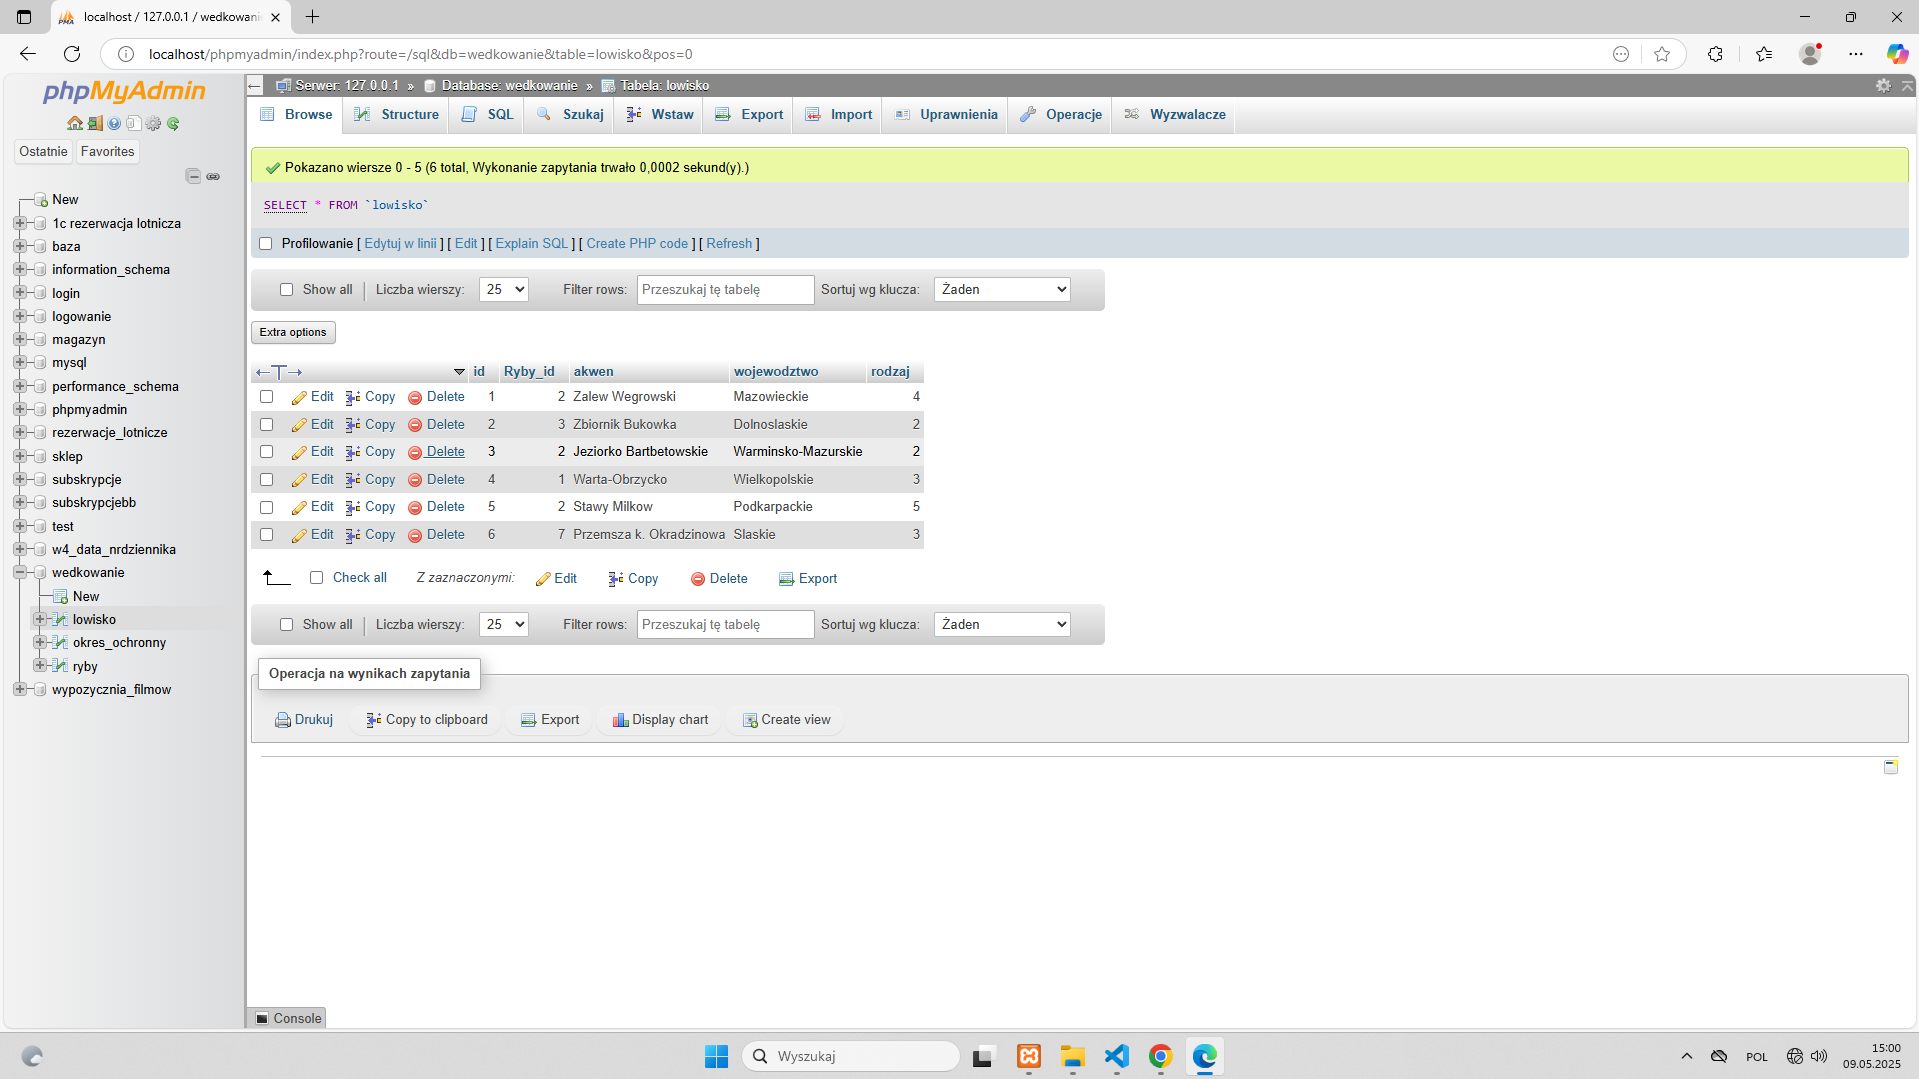 localhost / 127.0.0.1 / wedkowani
localhost/phpmyadmin/index.php?route=/sql&db=wedkowanie&table=lowisko&pos=0
phpMyAdmin
Ostatnie Favorites
New
1c rezerwacja lotnicza
baza
information_schema
login
logowanie
magazyn
mysql
performance_schema
phpmyadmin
rezerwacje_lotnicze
sklep
subskrypcje
subskrypcjebb
test
w4_data_nrdziennika
wedkowanie
New
lowisko
okres_ochronny
ryby
wypozycznia_filmow
Serwer: 127.0.0.1 » Database: wedkowanie » Tabela: lowisko
Browse Structure SQL Szukaj Wstaw Export Import Uprawnienia Operacje Wyzwalacze
Pokazano wiersze 0 - 5 (6 total, Wykonanie zapytania trwało 0,0002 sekund(y).)
SELECT * FROM `lowisko`
Profilowanie [ Edytuj w linii ] [ Edit ] [ Explain SQL ] [ Create PHP code ] [ Refresh ]
Show all | Liczba wierszy: 25 Filter rows: Przeszukaj tę tabelę Sortuj wg klucza: Żaden
Extra options
←T→ id Ryby_id akwen wojewodztwo rodzaj
Edit Copy Delete 1 2 Zalew Wegrowski Mazowieckie 4
Edit Copy Delete 2 3 Zbiornik Bukowka Dolnoslaskie 2
Edit Copy Delete 3 2 Jeziorko Bartbetowskie Warminsko-Mazurskie 2
Edit Copy Delete 4 1 Warta-Obrzycko Wielkopolskie 3
Edit Copy Delete 5 2 Stawy Milkow Podkarpackie 5
Edit Copy Delete 6 7 Przemsza k. Okradzinowa Slaskie 3
Check all Z zaznaczonymi: Edit Copy Delete Export
Show all | Liczba wierszy: 25 Filter rows: Przeszukaj tę tabelę Sortuj wg klucza: Żaden
Operacja na wynikach zapytania
Drukuj Copy to clipboard Export Display chart Create view
Console
Wyszukaj
POL
15:00
09.05.2025